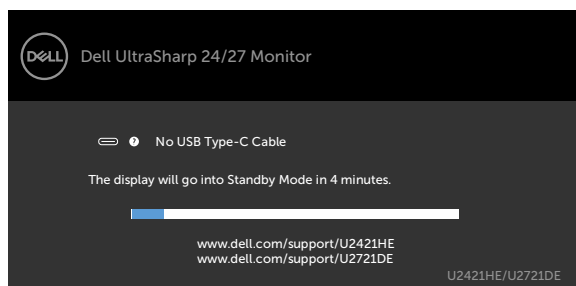 DELL
Dell UltraSharp 24/27 Monitor
? No USB Type-C Cable
The display will go into Standby Mode in 4 minutes.
www.dell.com/support/U2421HE
www.dell.com/support/U2721DE
U2421HE/U2721DE